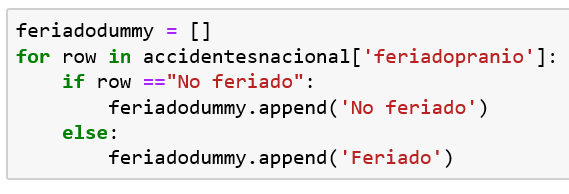 feriadodummy = []
for row in accidentesnacional['feriadopranio']:
    if row =="No feriado":
        feriadodummy.append('No feriado')
    else:
        feriadodummy.append('Feriado')